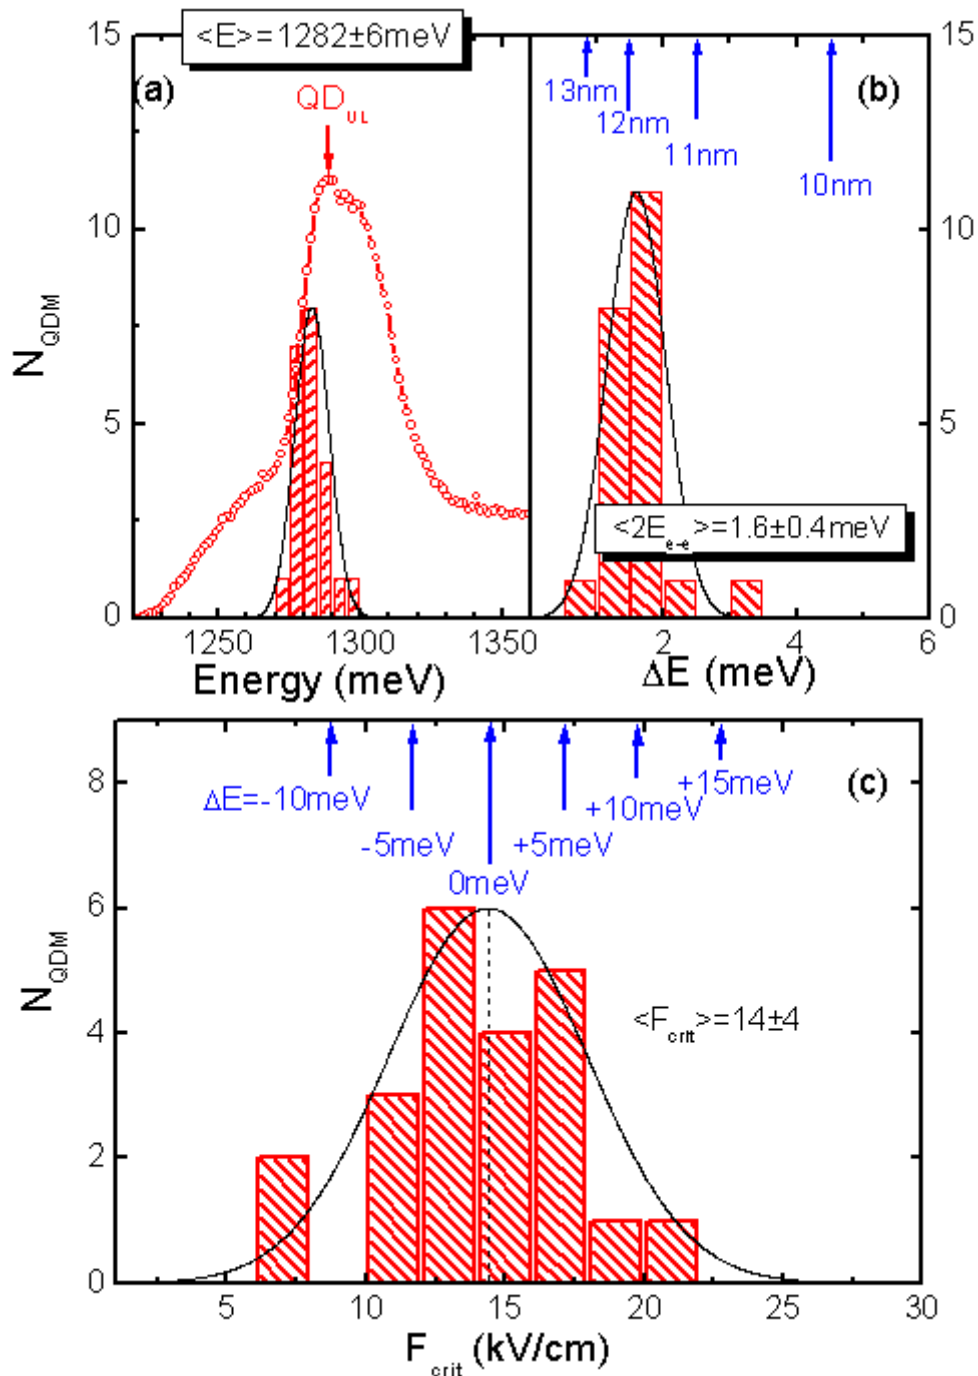 <E>=1282±6meV
15
15
(a)
(b)
QD_UL
13nm
12nm
11nm
10nm
10
10
N_QDM
5
5
<2E_e-e>=1.6±0.4meV
0
0
1250 1300 1350
2 4 6
Energy (meV)
ΔE (meV)
8
ΔE=-10meV
-5meV
0meV
+5meV
+10meV
+15meV
(c)
6
N_QDM
4
<F_crit>=14±4
2
0
5 10 15 20 25 30
F_crit (kV/cm)